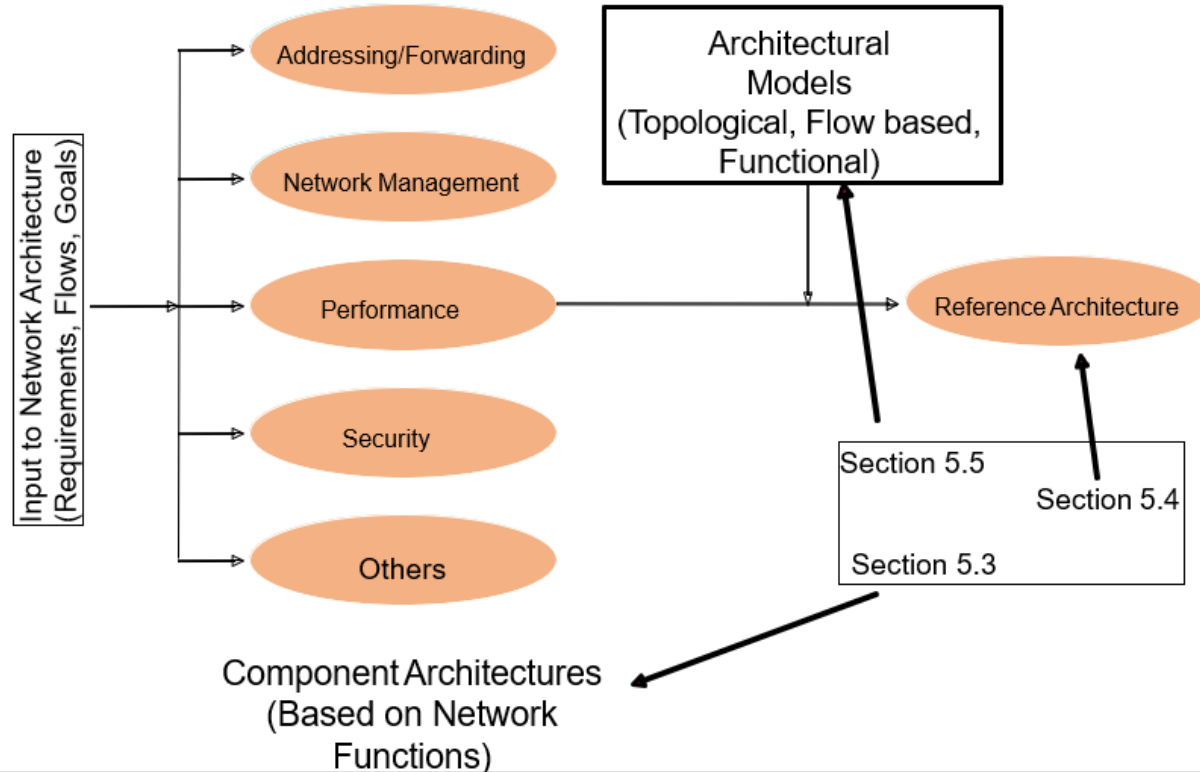 Input to Network Architecture
(Requirements, Flows, Goals)
Addressing/Forwarding
Network Management
Performance
Security
Others
Component Architectures
(Based on Network
Functions)
Architectural
Models
(Topological, Flow based,
Functional)
Reference Architecture
Section 5.5
Section 5.4
Section 5.3